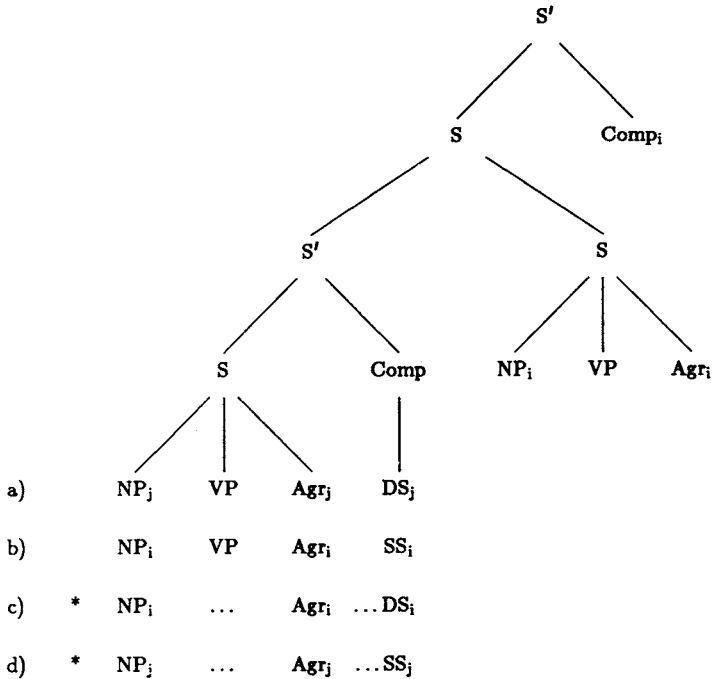 S′
S Compᵢ
S′ S
S Comp NPᵢ VP Agrᵢ
a) NPⱼ VP Agrⱼ DSⱼ
b) NPᵢ VP Agrᵢ SSᵢ
c) * NPᵢ ... Agrᵢ ...DSᵢ
d) * NPⱼ ... Agrⱼ ...SSⱼ